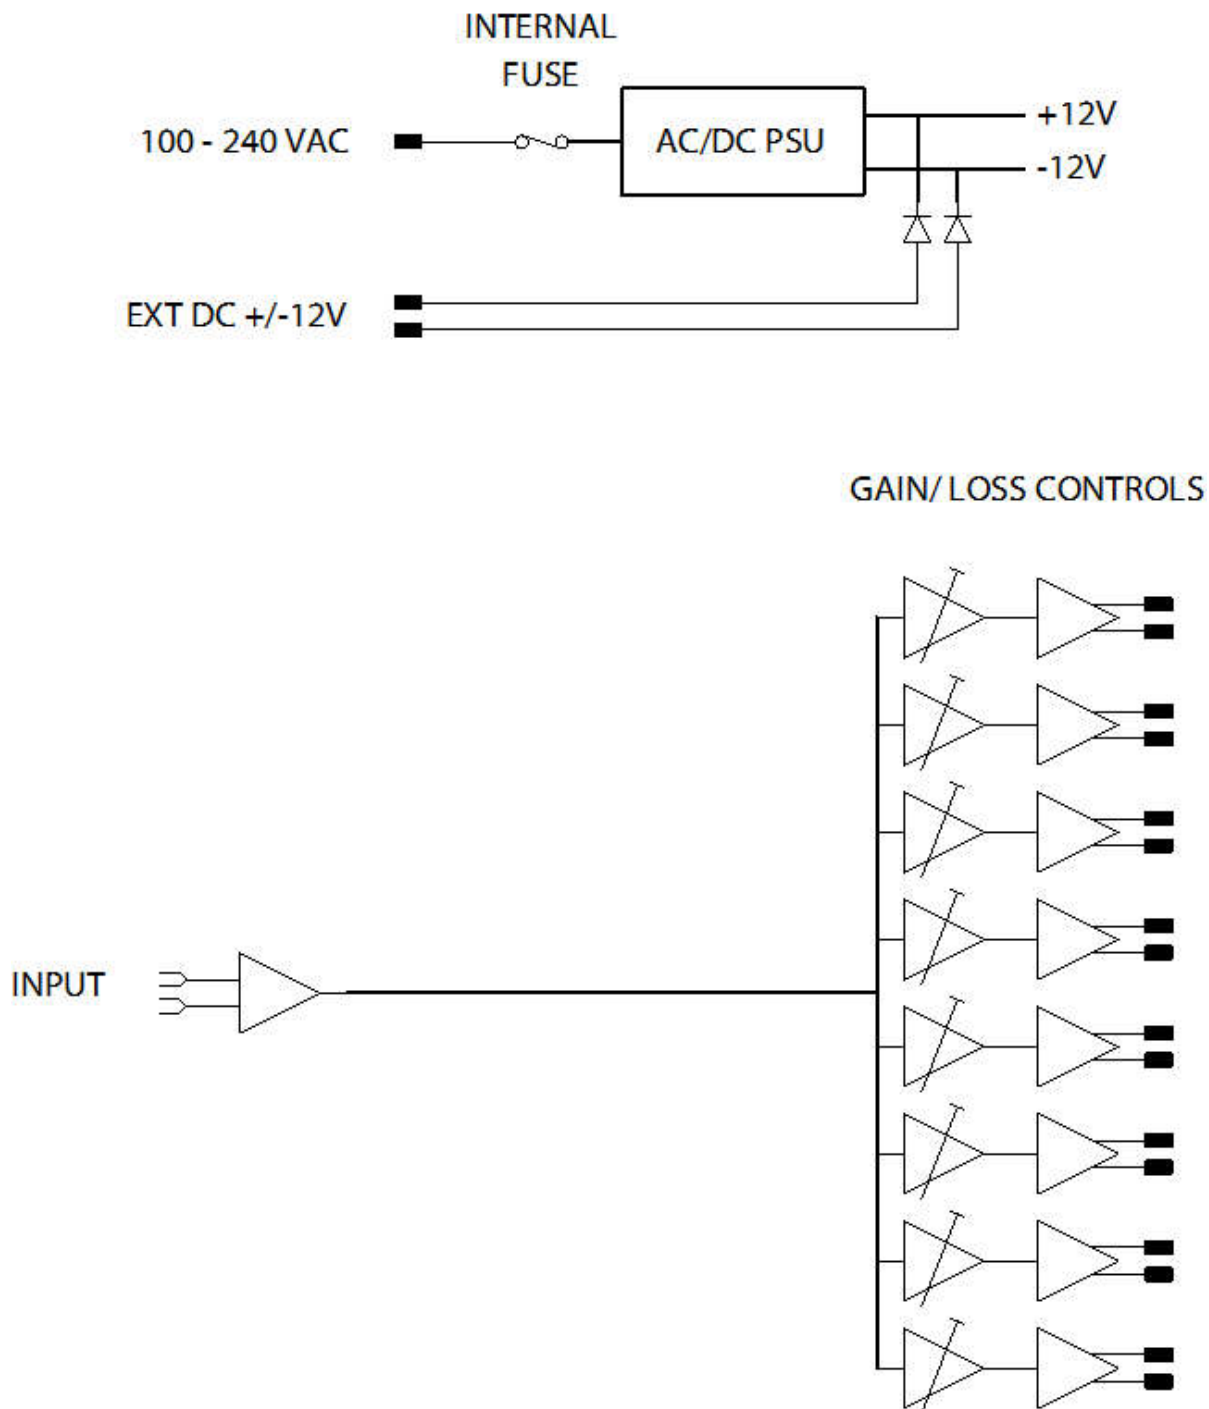 INTERNAL
FUSE
100 - 240 VAC
AC/DC PSU
+12V
-12V
EXT DC +/-12V
GAIN/ LOSS CONTROLS
INPUT